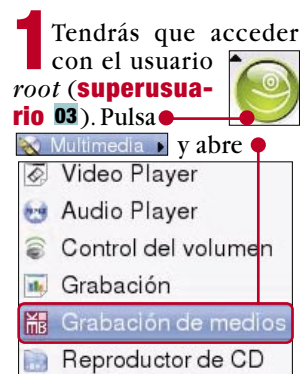 1 Tendrás que acceder
con el usuario
root (superusua-
rio 03). Pulsa
Multimedia y abre
Video Player
Audio Player
Control del volumen
Grabación
MB Grabación de medios
Reproductor de CD